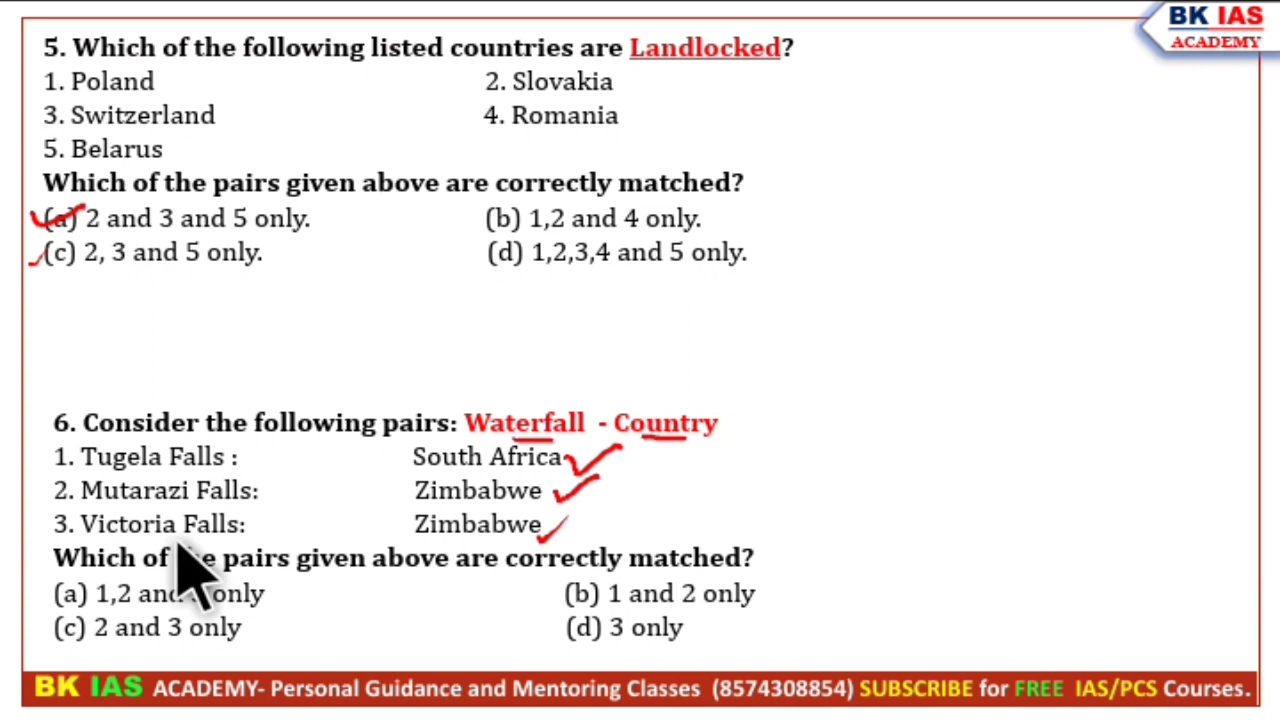 BK IAS
ACADEMY
5. Which of the following listed countries are Landlocked?
1. Poland 2. Slovakia
3. Switzerland 4. Romania
5. Belarus
Which of the pairs given above are correctly matched?
(a) 2 and 3 and 5 only. (b) 1,2 and 4 only.
(c) 2, 3 and 5 only. (d) 1,2,3,4 and 5 only.
6. Consider the following pairs: Waterfall - Country
1. Tugela Falls : South Africa
2. Mutarazi Falls: Zimbabwe
3. Victoria Falls: Zimbabwe
Which of pairs given above are correctly matched?
(a) 1,2 only (b) 1 and 2 only
(c) 2 and 3 only (d) 3 only
BK IAS ACADEMY- Personal Guidance and Mentoring Classes (8574308854) SUBSCRIBE for FREE IAS/PCS Courses.